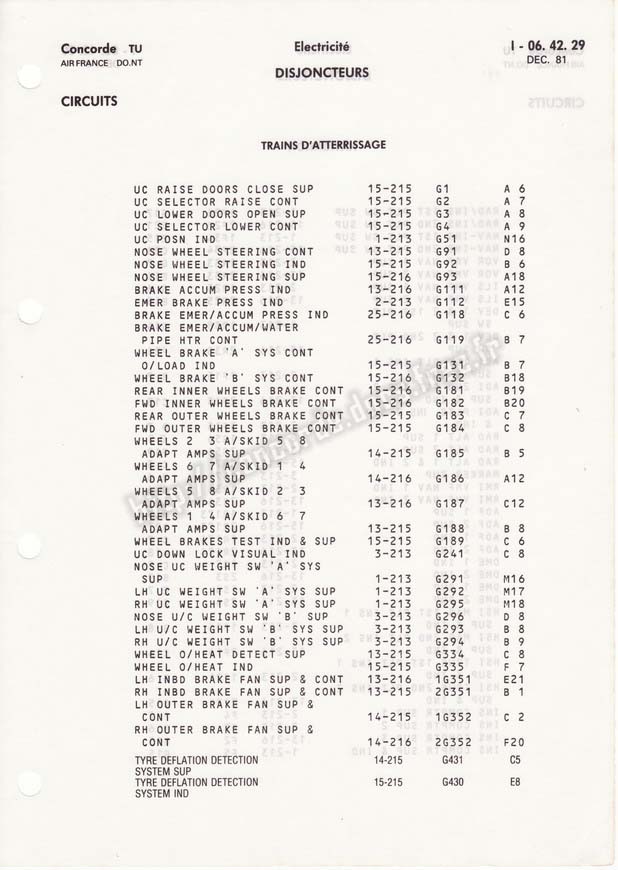 Concorde TU Electricité I - 06. 42. 29
AIR FRANCE DO.NT DISJONCTEURS DEC. 81
CIRCUITS
TRAINS D'ATTERRISSAGE
UC RAISE DOORS CLOSE SUP 15-215 G1 A 6
UC SELECTOR RAISE CONT 15-215 G2 A 7
UC LOWER DOORS OPEN SUP 15-215 G3 A 8
UC SELECTOR LOWER CONT 15-215 G4 A 9
UC POSN IND 1-213 G51 N16
NOSE WHEEL STEERING CONT 13-215 G91 D 8
NOSE WHEEL STEERING IND 15-215 G92 B 6
NOSE WHEEL STEERING SUP 15-216 G93 A18
BRAKE ACCUM PRESS IND 13-216 G111 A12
EMER BRAKE PRESS IND 2-213 G112 E15
BRAKE EMER/ACCUM PRESS IND 25-216 G118 C 6
BRAKE EMER/ACCUM/WATER
PIPE HTR CONT 25-216 G119 B 7
WHEEL BRAKE 'A' SYS CONT
O/LOAD IND 15-215 G131 B 7
WHEEL BRAKE 'B' SYS CONT 15-216 G132 B18
REAR INNER WHEELS BRAKE CONT 15-216 G181 B19
FWD INNER WHEELS BRAKE CONT 15-216 G182 B20
REAR OUTER WHEELS BRAKE CONT 15-215 G183 C 7
FWD OUTER WHEELS BRAKE CONT 15-215 G184 C 8
WHEELS 2 3 A/SKID 5 8
ADAPT AMPS SUP 14-215 G185 B 5
WHEELS 6 7 A/SKID 1 4
ADAPT AMPS SUP 14-216 G186 A12
WHEELS 5 8 A/SKID 2 3
ADAPT AMPS SUP 13-216 G187 C12
WHEELS 1 4 A/SKID 6 7
ADAPT AMPS SUP 13-215 G188 B 8
WHEEL BRAKES TEST IND & SUP 15-215 G189 C 6
UC DOWN LOCK VISUAL IND 3-213 G241 C 8
NOSE UC WEIGHT SW 'A' SYS
SUP 1-213 G291 M16
LH UC WEIGHT SW 'A' SYS SUP 1-213 G292 M17
RH UC WEIGHT SW 'A' SYS SUP 1-213 G295 M18
NOSE U/C WEIGHT SW 'B' SUP 3-213 G296 D 8
LH U/C WEIGHT SW 'B' SYS SUP 3-213 G293 B 8
RH U/C WEIGHT SW 'B' SYS SUP 3-213 G294 B 9
WHEEL O/HEAT DETECT SUP 13-215 G334 C 8
WHEEL O/HEAT IND 15-215 G335 F 7
LH INBD BRAKE FAN SUP & CONT 13-216 1G351 E21
RH INBD BRAKE FAN SUP & CONT 13-215 2G351 B 1
LH OUTER BRAKE FAN SUP &
CONT 14-215 1G352 C 2
RH OUTER BRAKE FAN SUP &
CONT 14-216 2G352 F20
TYRE DEFLATION DETECTION 14-215 G431 C5
SYSTEM SUP
TYRE DEFLATION DETECTION 15-215 G430 E8
SYSTEM IND